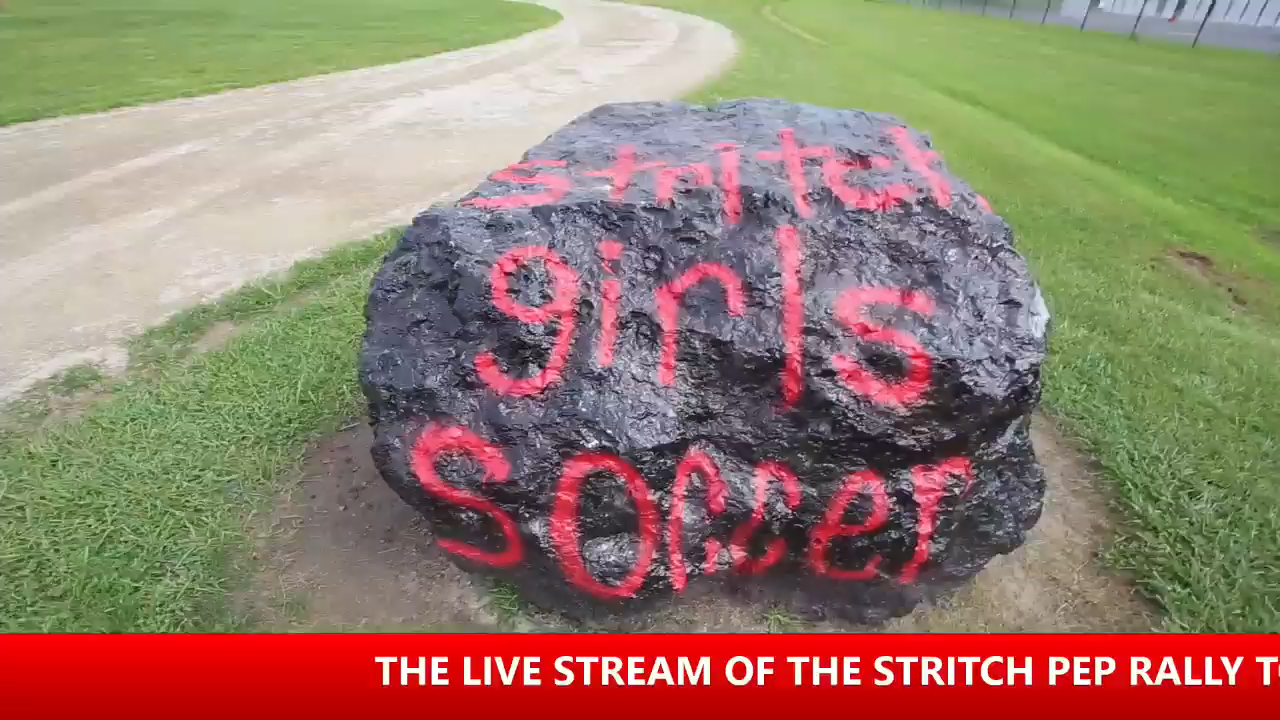 stritch
girls
soccer
THE LIVE STREAM OF THE STRITCH PEP RALLY